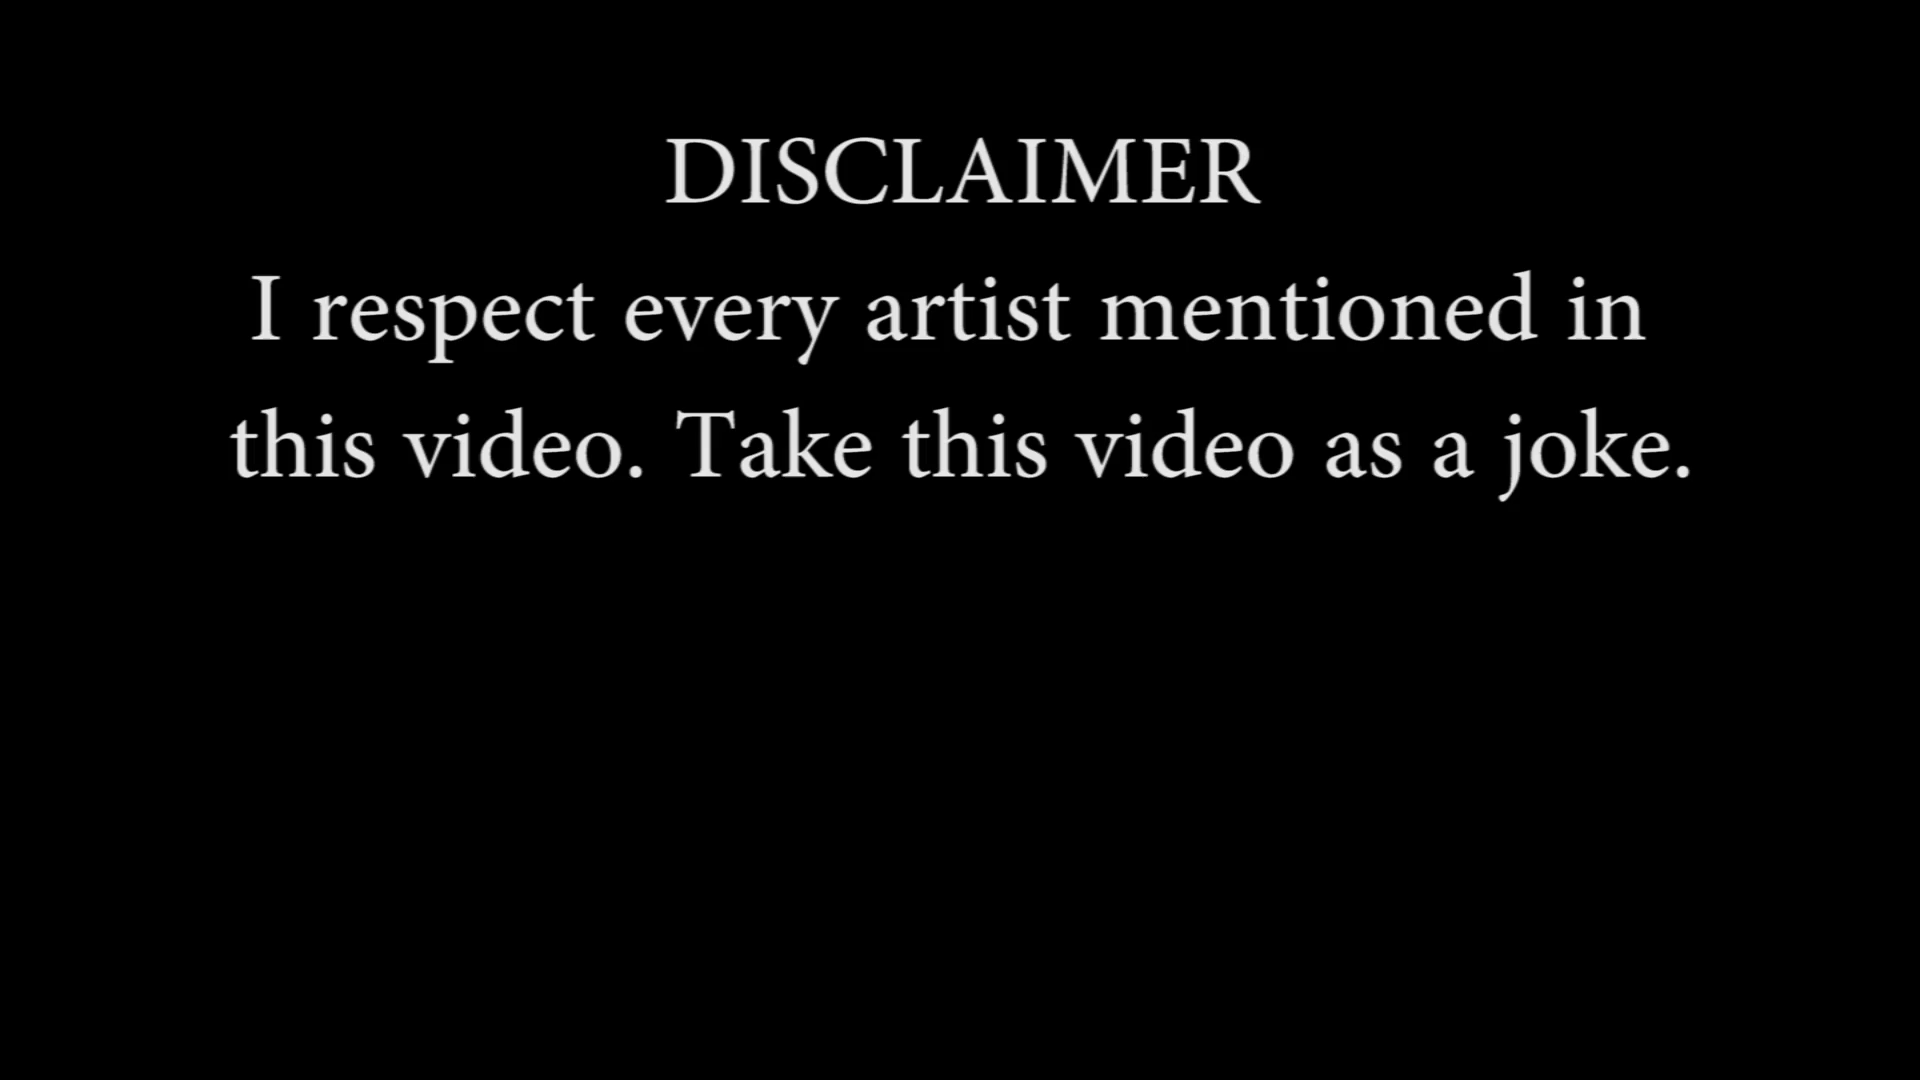 DISCLAIMER
I respect every artist mentioned in
this video. Take this video as a joke.